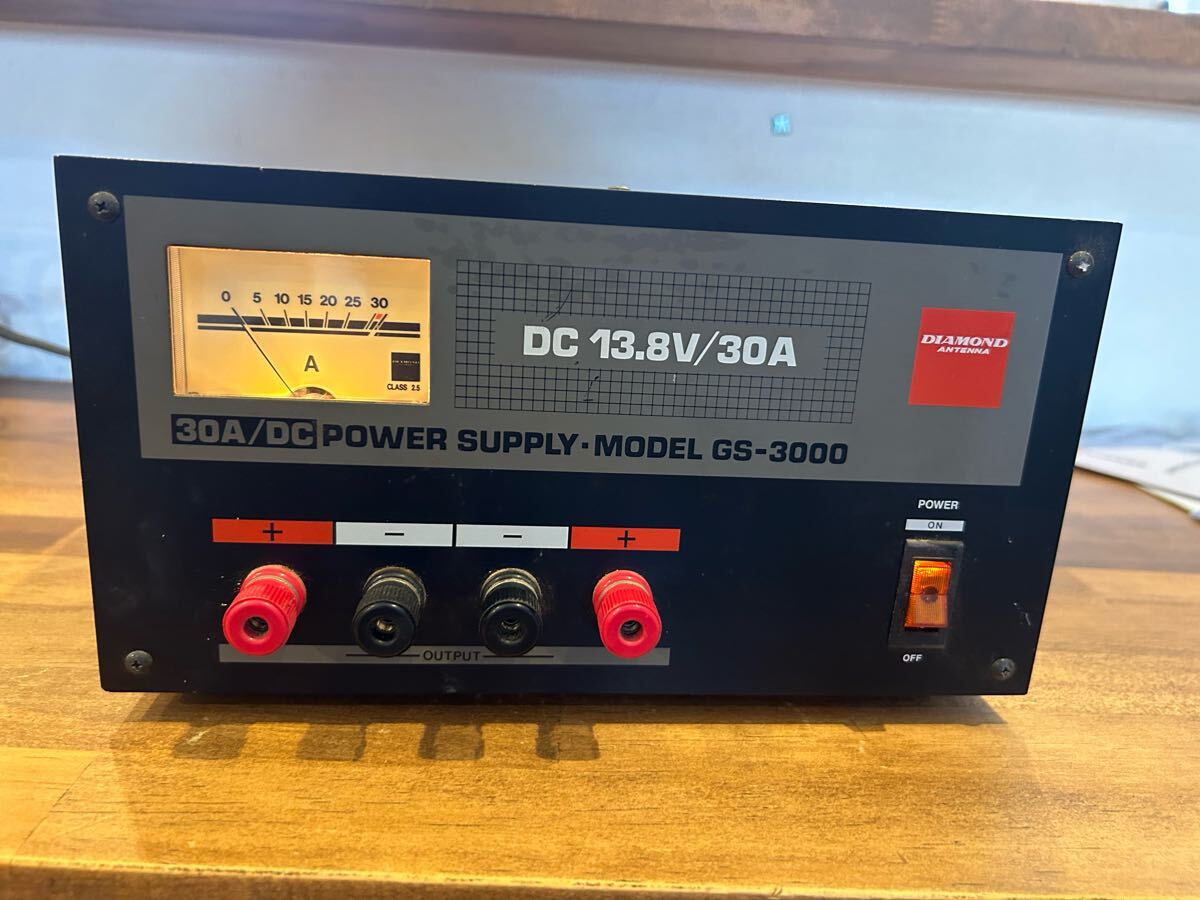 0 5 10 15 20 25 30
A
CLASS 2.5
DC 13.8V/30A
DIAMOND
ANTENNA
30A/DC POWER SUPPLY·MODEL GS-3000
POWER
ON
+ - - +
OUTPUT
OFF